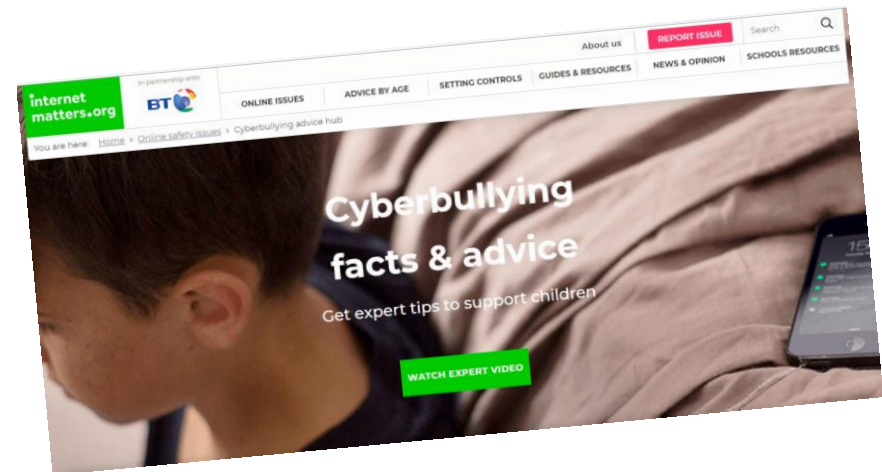 About us
REPORT ISSUE
Search
internet
matters.org
In partnership with
BT
ONLINE ISSUES
ADVICE BY AGE
SETTING CONTROLS
GUIDES & RESOURCES
NEWS & OPINION
SCHOOLS RESOURCES
You are here: Home > Online safety issues > Cyberbullying advice hub
Cyberbullying
facts & advice
Get expert tips to support children
WATCH EXPERT VIDEO
15